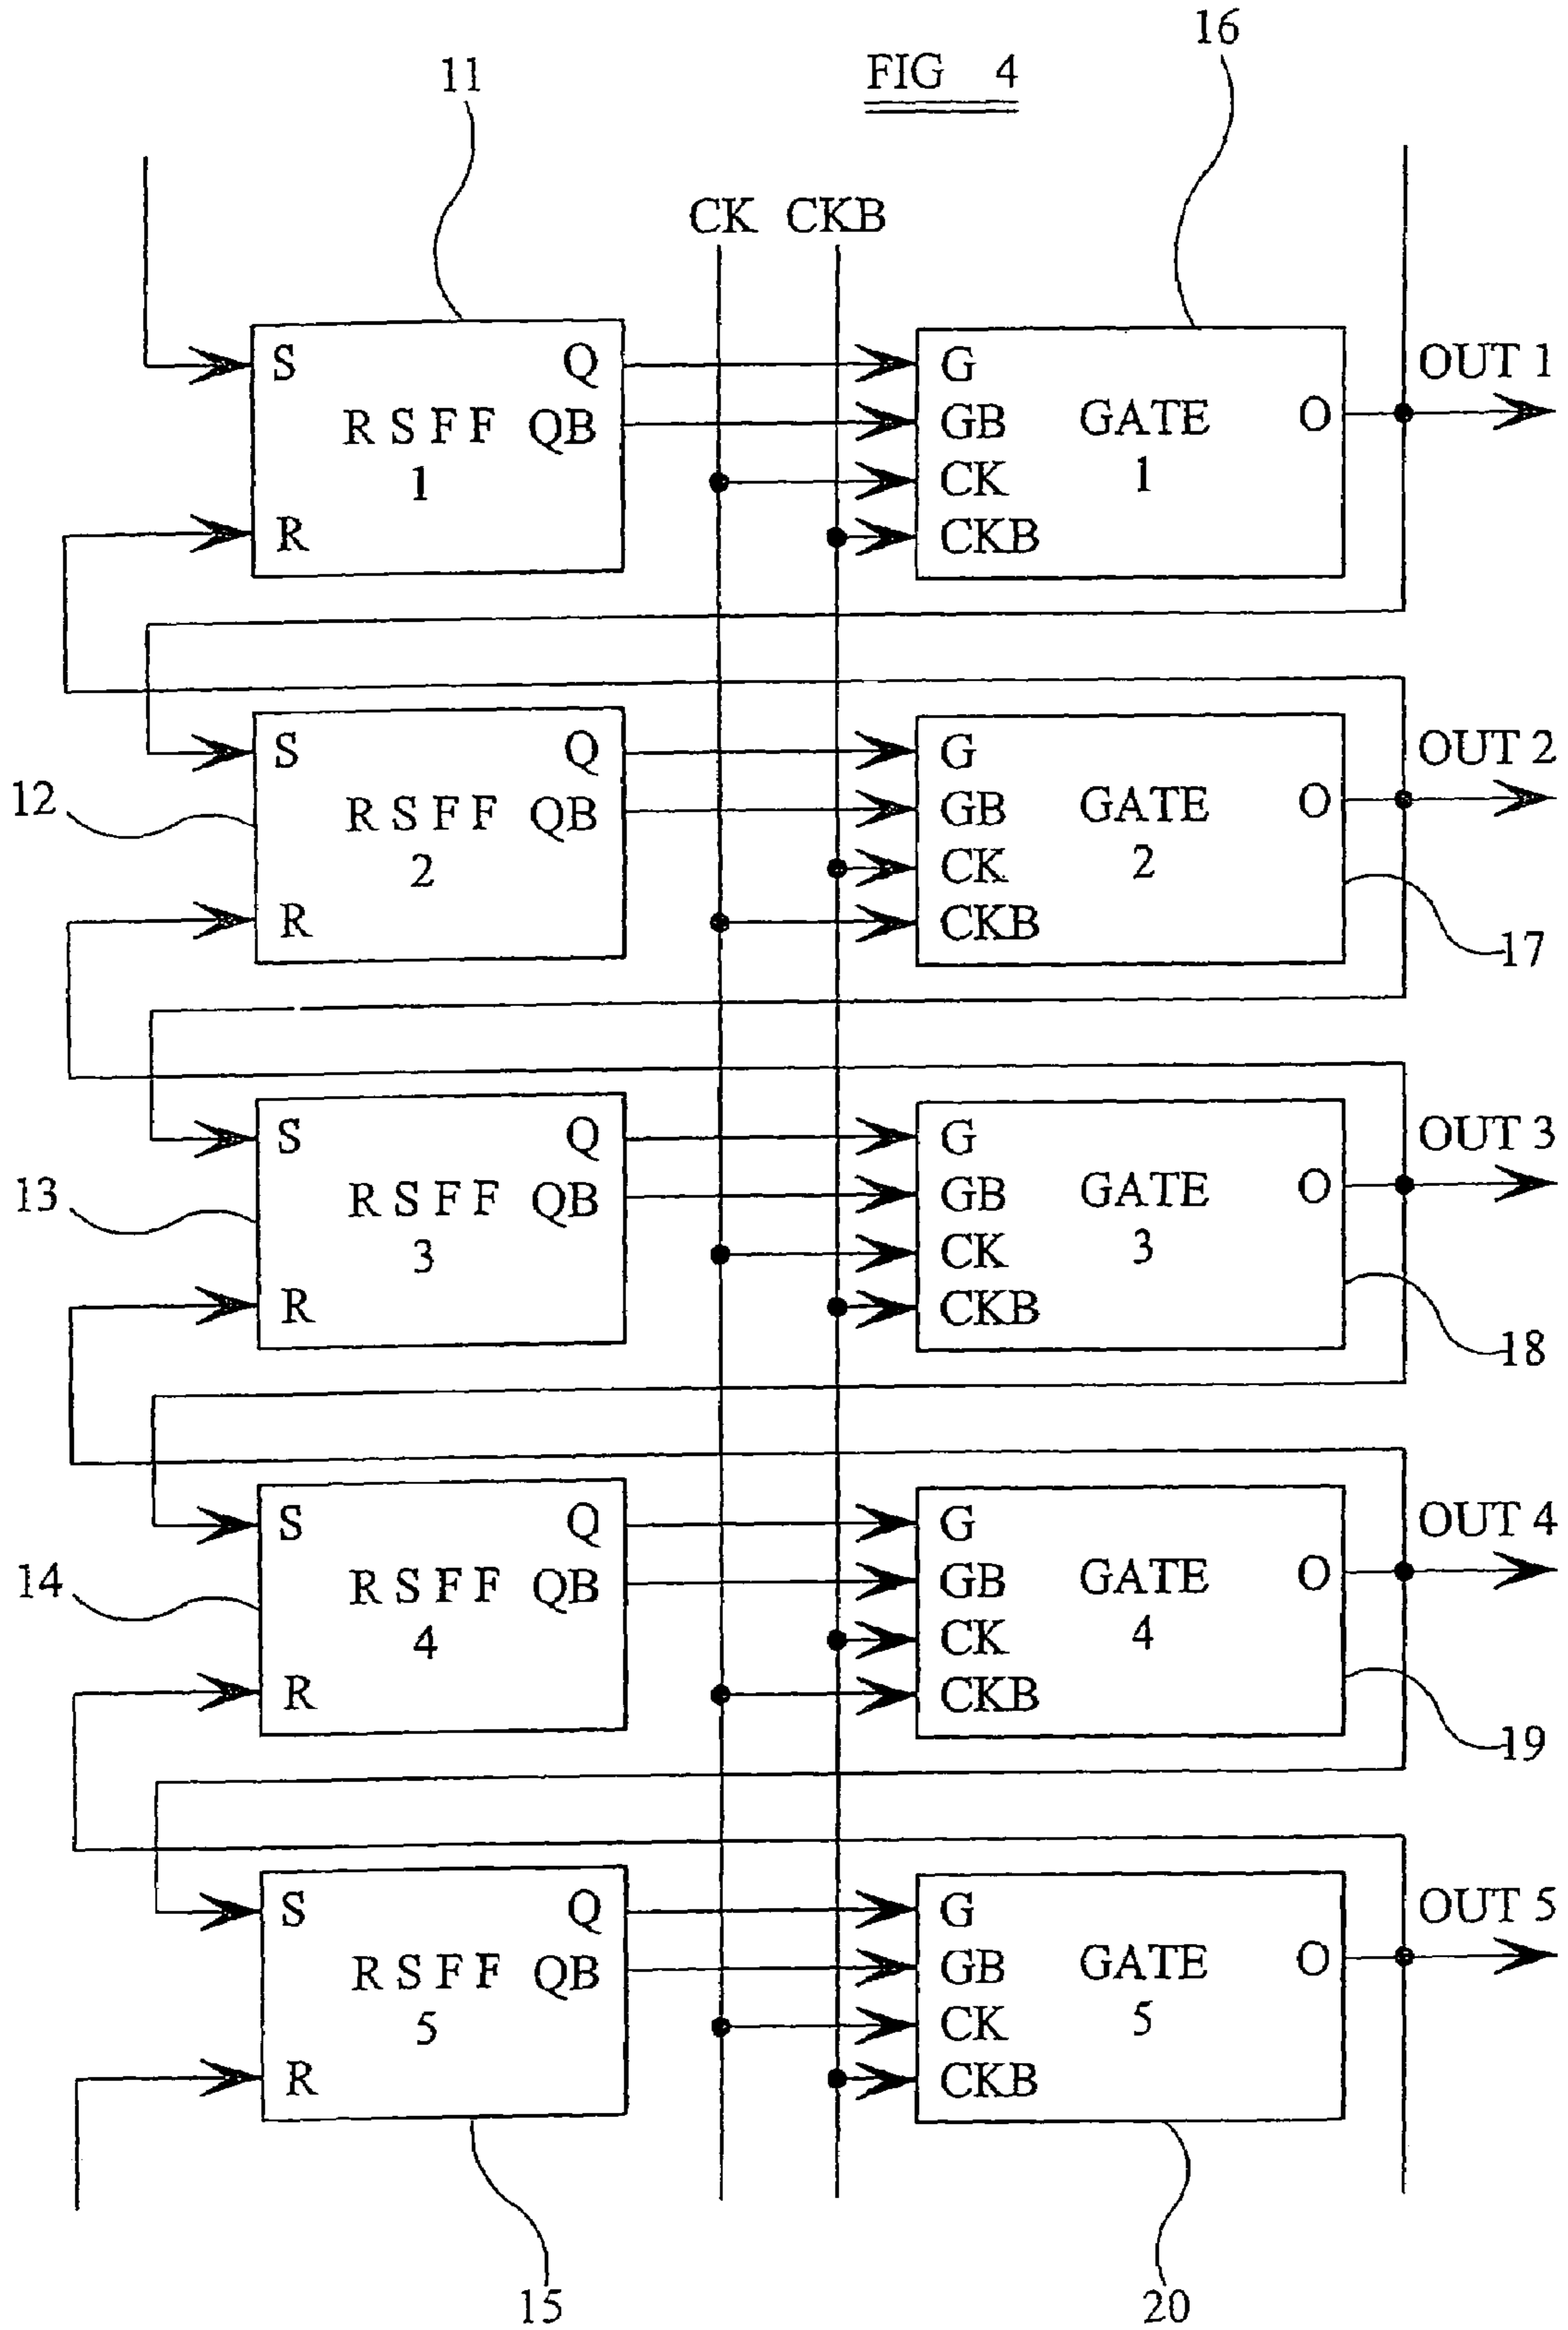 16
FIG 4
11
CK CKB
S Q G OUT 1
R S F F QB GB GATE O
1 CK 1
R CKB
S Q G OUT 2
12 R S F F QB GB GATE O
2 CK 2
R CKB 17
S Q G OUT 3
13 R S F F QB GB GATE O
3 CK 3
R CKB 18
S Q G OUT 4
14 R S F F QB GB GATE O
4 CK 4
R CKB 19
S Q G OUT 5
R S F F QB GB GATE O
5 CK 5
R CKB
15 20